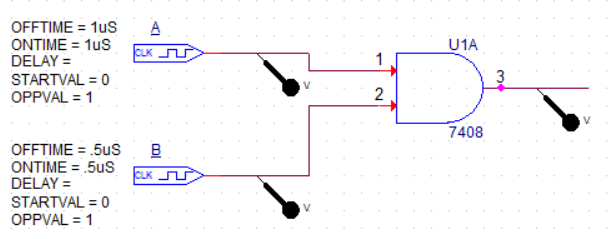 OFFTIME = 1uS
ONTIME = 1uS
DELAY =
STARTVAL = 0
OPPVAL = 1
A
CLK
V
1
2
U1A
7408
3
V
OFFTIME = .5uS
ONTIME = .5uS
DELAY =
STARTVAL = 0
OPPVAL = 1
B
CLK
V